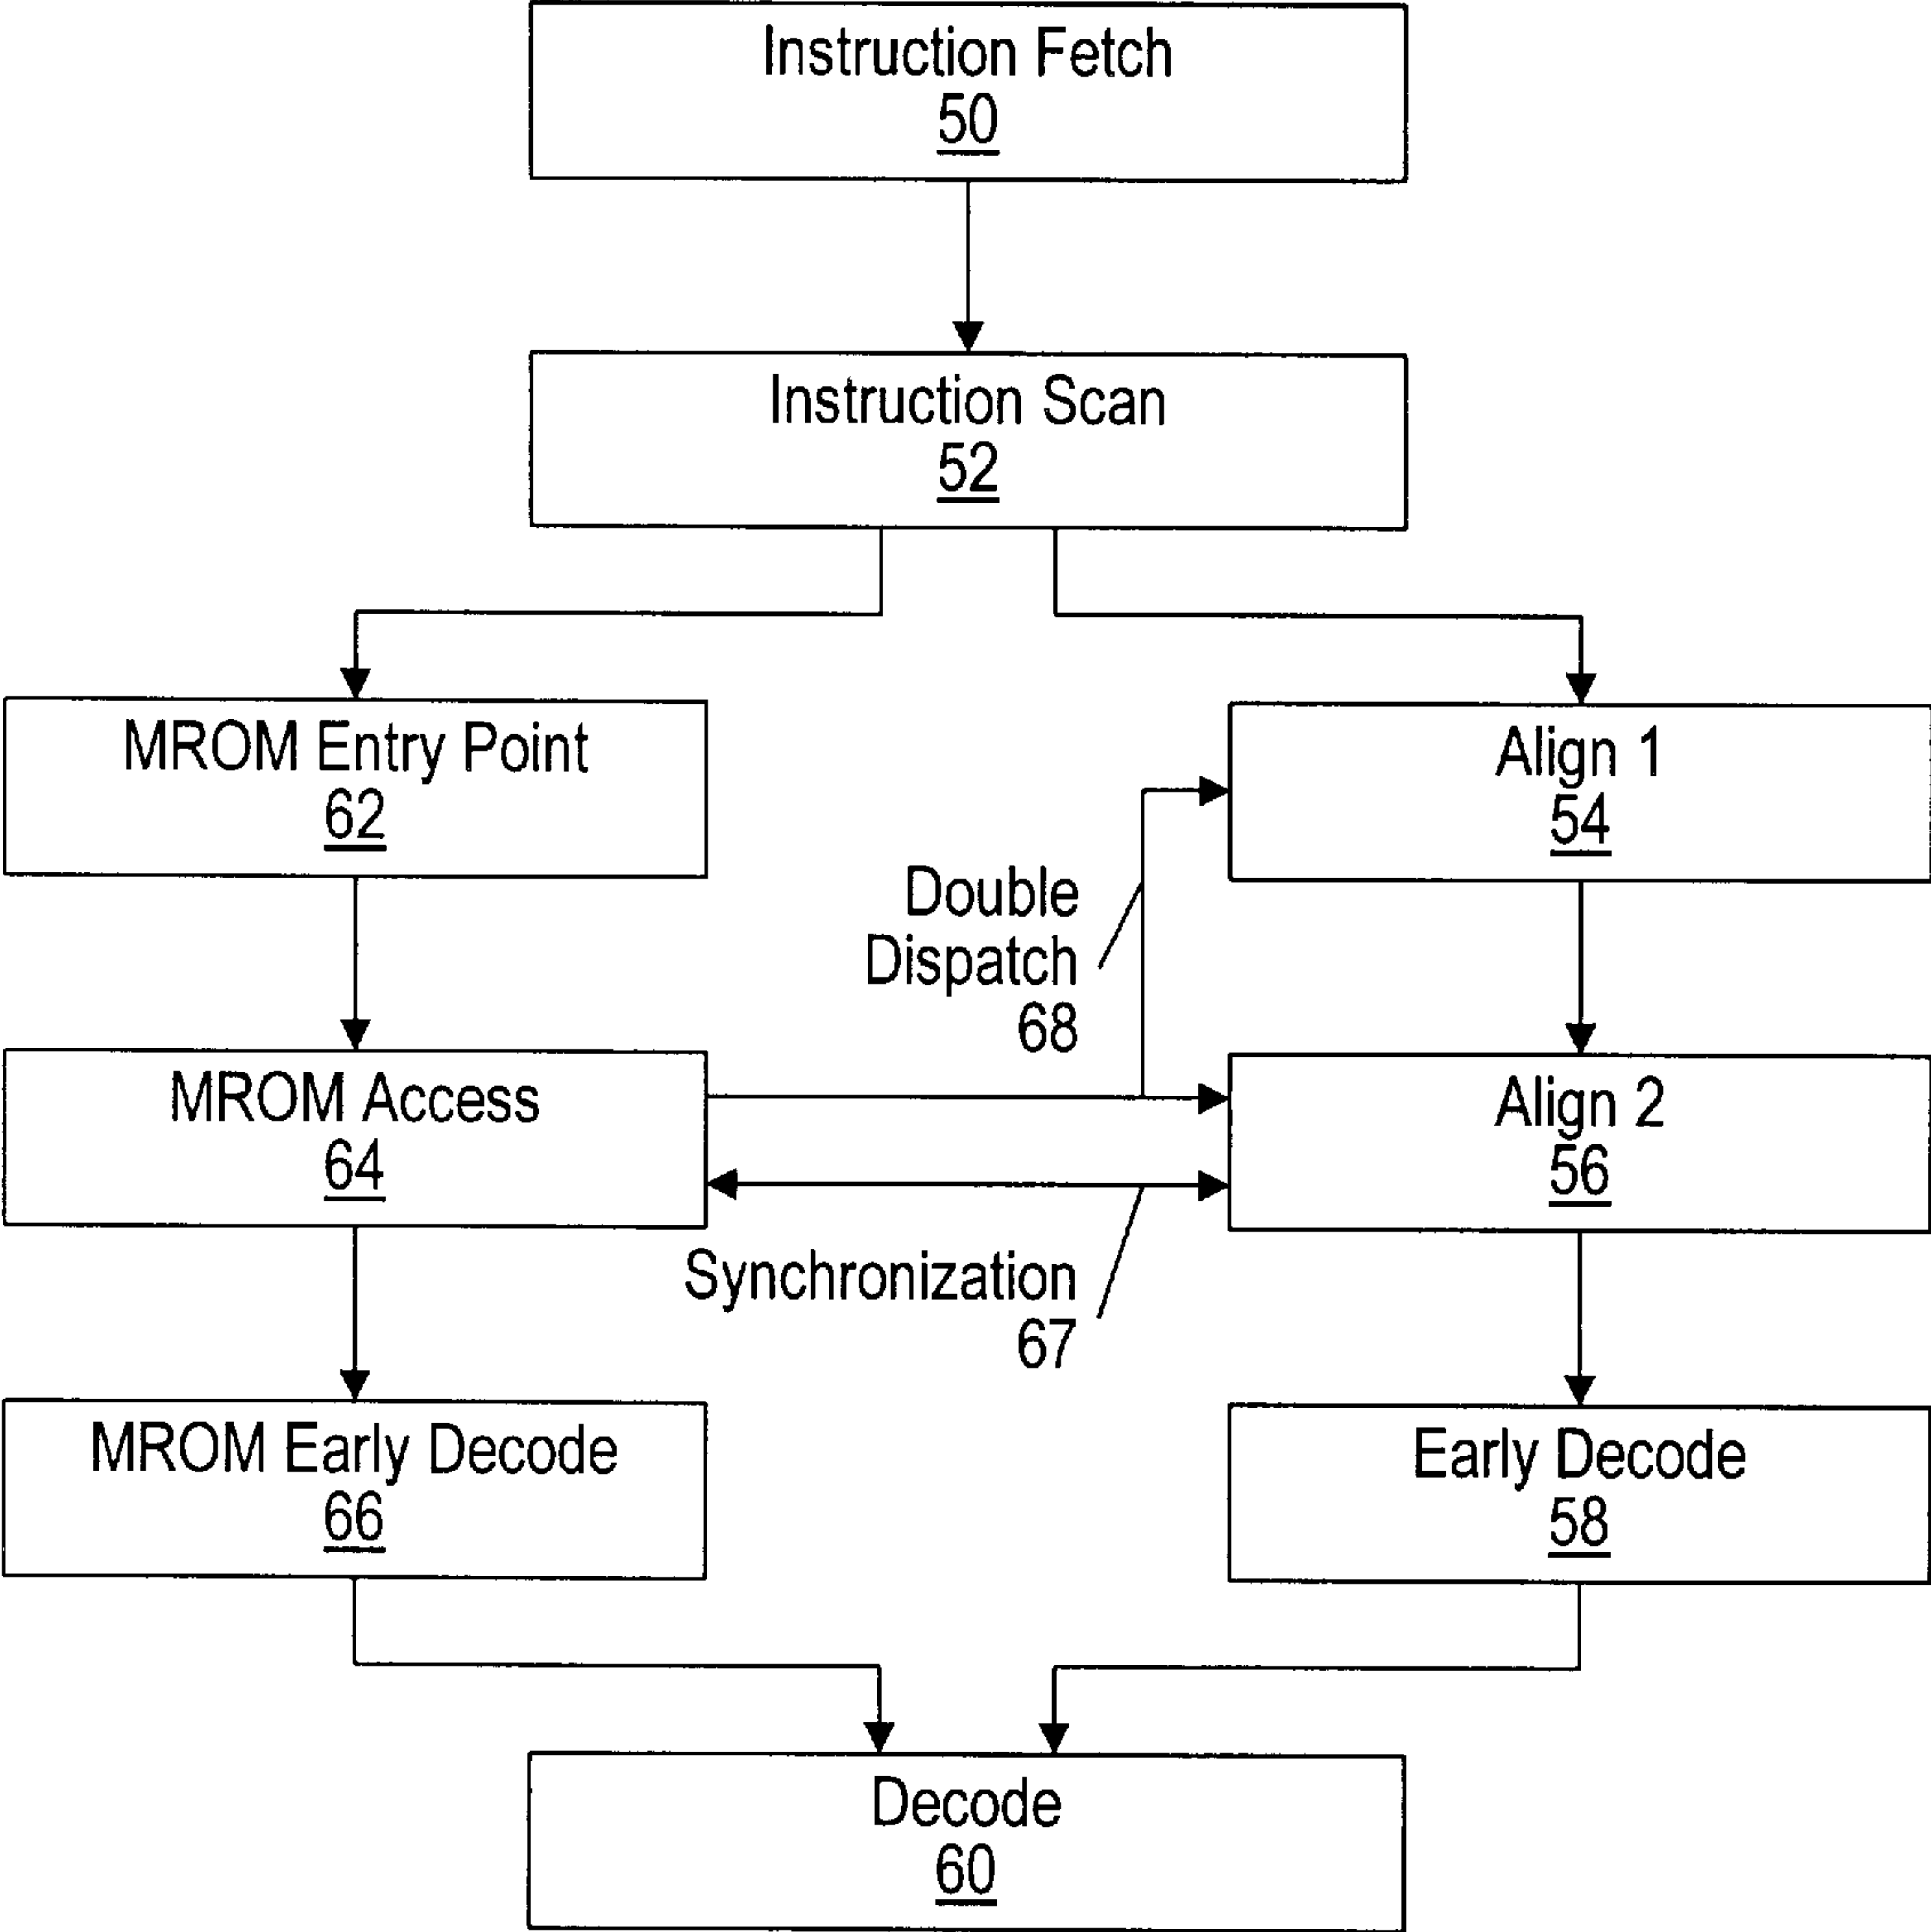 Instruction Fetch
50
Instruction Scan
52
MROM Entry Point
62
Align 1
54
Double
Dispatch
68
MROM Access
64
Align 2
56
Synchronization
67
MROM Early Decode
66
Early Decode
58
Decode
60